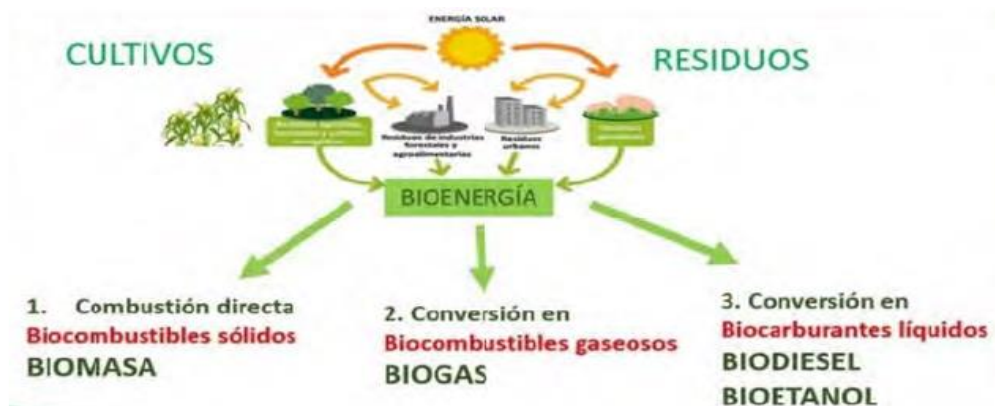 ENERGÍA SOLAR
CULTIVOS
RESIDUOS
Residuos de industrias
forestales y
agroalimentarias
Residuos
urbanos
BIOENERGÍA
1. Combustión directa
Biocombustibles sólidos
BIOMASA
2. Conversión en
Biocombustibles gaseosos
BIOGAS
3. Conversión en
Biocarburantes líquidos
BIODIESEL
BIOETANOL